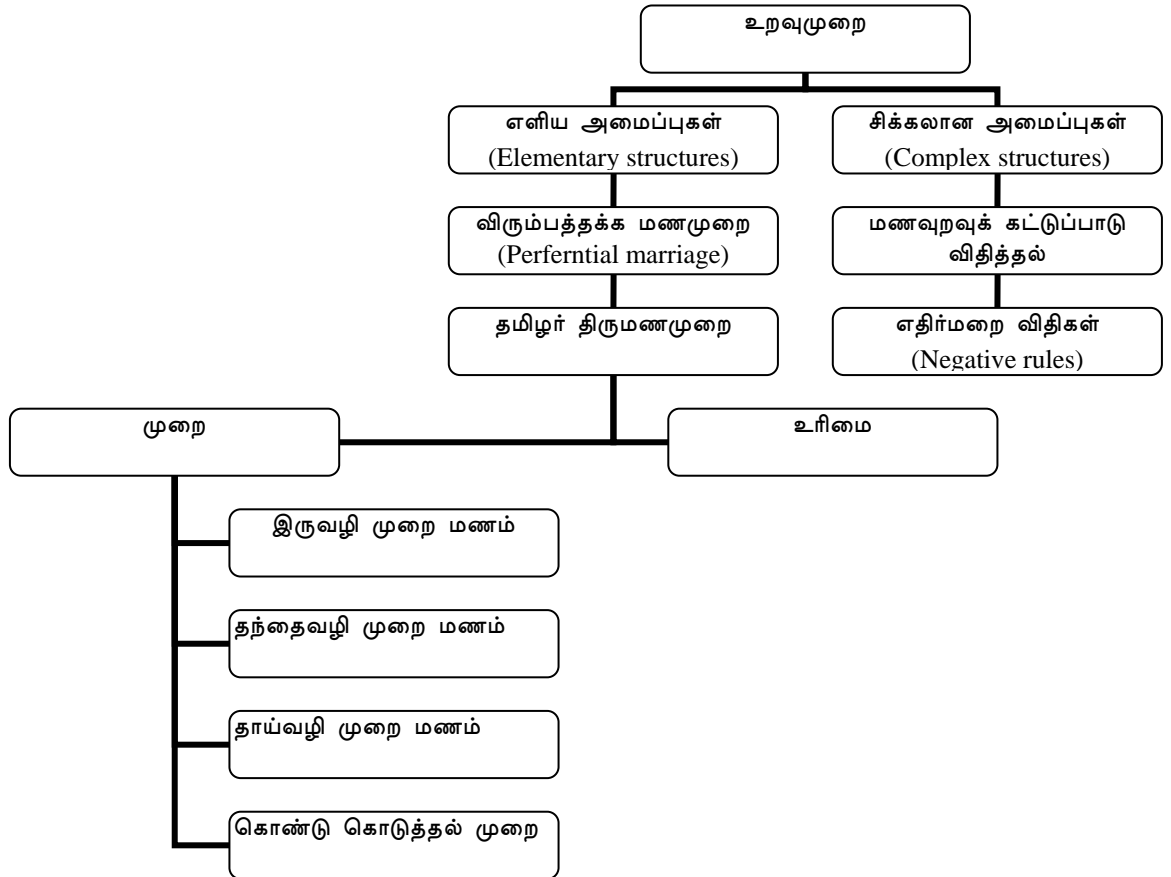 உறவுமுறை
எளிய அமைப்புகள்
(Elementary structures)
சிக்கலான அமைப்புகள்
(Complex structures)
விரும்பத்தக்க மணமுறை
(Perferntial marriage)
மணவுறவுக் கட்டுப்பாடு
விதித்தல்
தமிழர் திருமணமுறை
எதிர்மறை விதிகள்
(Negative rules)
முறை
உரிமை
இருவழி முறை மணம்
தந்தைவழி முறை மணம்
தாய்வழி முறை மணம்
கொண்டு கொடுத்தல் முறை